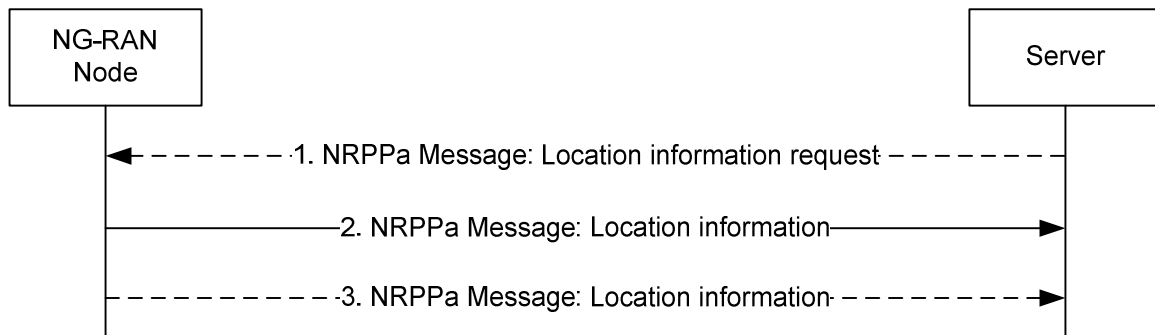 NG-RAN
Node
Server
1. NRPPa Message: Location information request
2. NRPPa Message: Location information
3. NRPPa Message: Location information